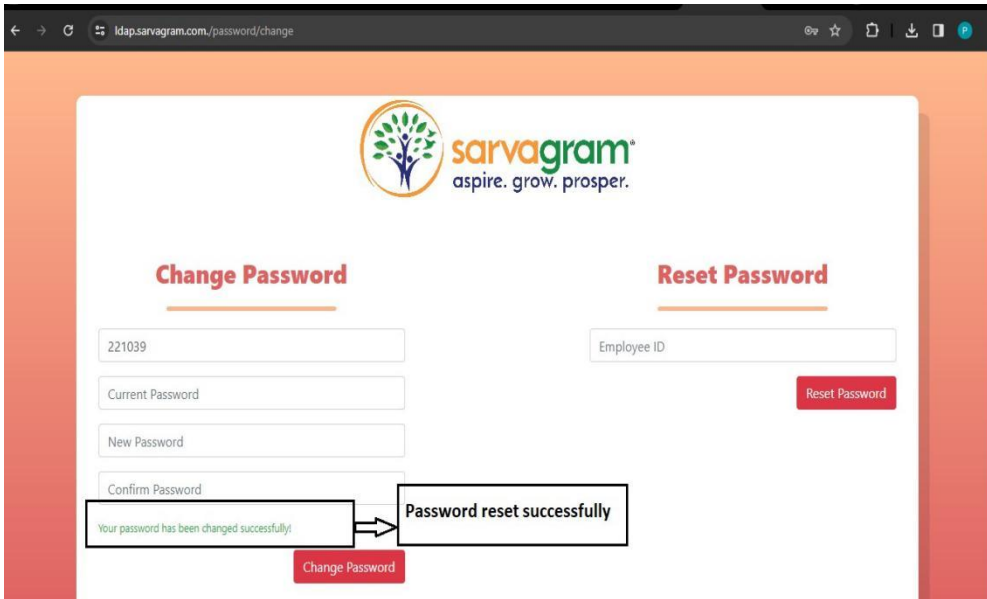 ldap.sarvagram.com./password/change
P
sarvagram®
aspire. grow. prosper.
Change Password
221039
Current Password
New Password
Confirm Password
Your password has been changed successfully!
Change Password
Password reset successfully
Reset Password
Employee ID
Reset Password